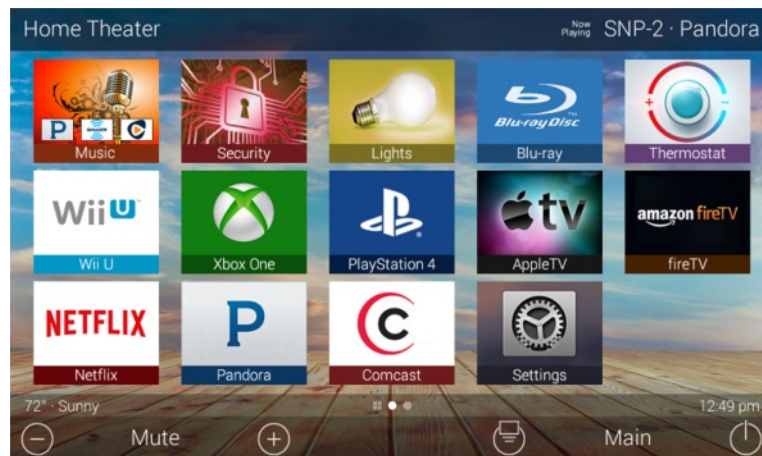 Home Theater
Now Playing SNP-2 · Pandora
P
Music
Security
Lights
Blu-ray Disc™
Blu-ray
Thermostat
Wii U™
Wii U
Xbox One
PlayStation 4
tv
AppleTV
amazon fireTV
fireTV
NETFLIX
Netflix
P
Pandora
C
Comcast
Settings
72° · Sunny
12:49 pm
Mute
Main